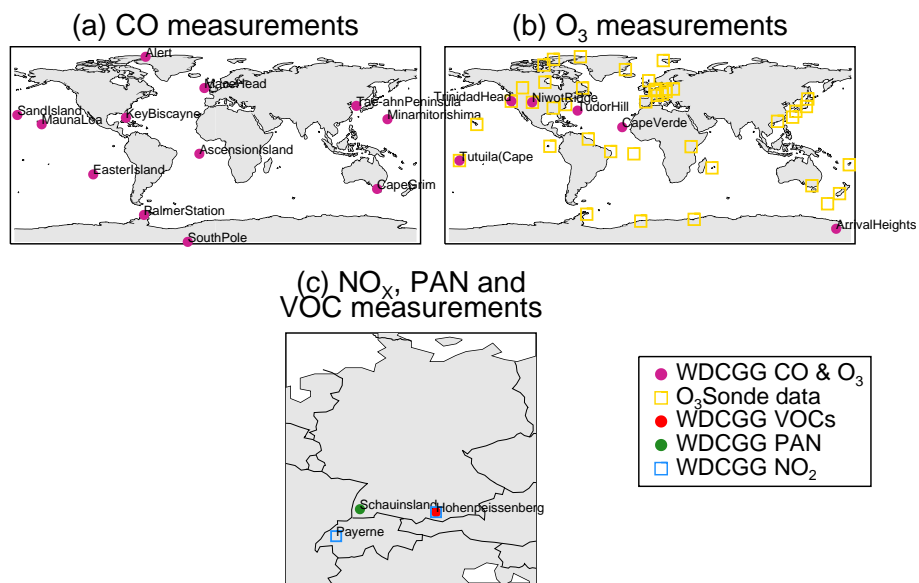 (a) CO measurements
Alert
MaceHead
SandIsland
MaunaLoa
KeyBiscayne
Tae-ahnPeninsula
Minamitorishima
AscensionIsland
EasterIsland
CapeGrim
PalmerStation
SouthPole
(b) O₃ measurements
TrinidadHead
NiwotRidge
TudorHill
CapeVerde
Tutuila(Cape
ArrivalHeights
(c) NOₓ, PAN and
VOC measurements
Schauinsland
Hohenpeissenberg
Payerne
WDCGG CO & O₃
O₃Sonde data
WDCGG VOCs
WDCGG PAN
WDCGG NO₂